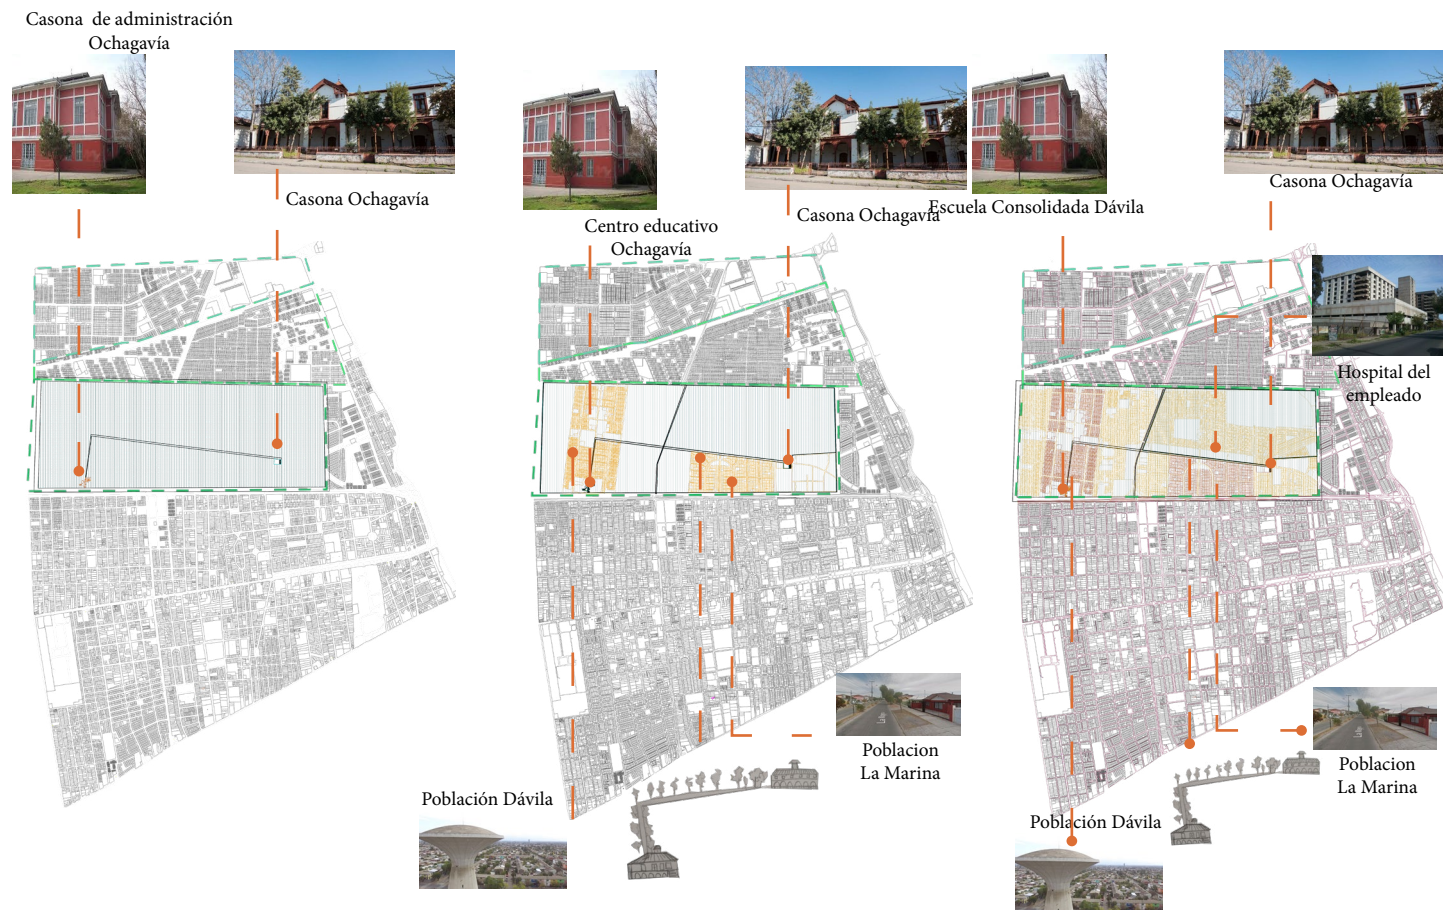 Casona de administración
Ochagavía
Casona Ochagavía
Centro educativo
Ochagavía
Casona Ochagavía
Escuela Consolidada Dávila
Casona Ochagavía
Hospital del
empleado
Población Dávila
Poblacion
La Marina
Población Dávila
Poblacion
La Marina